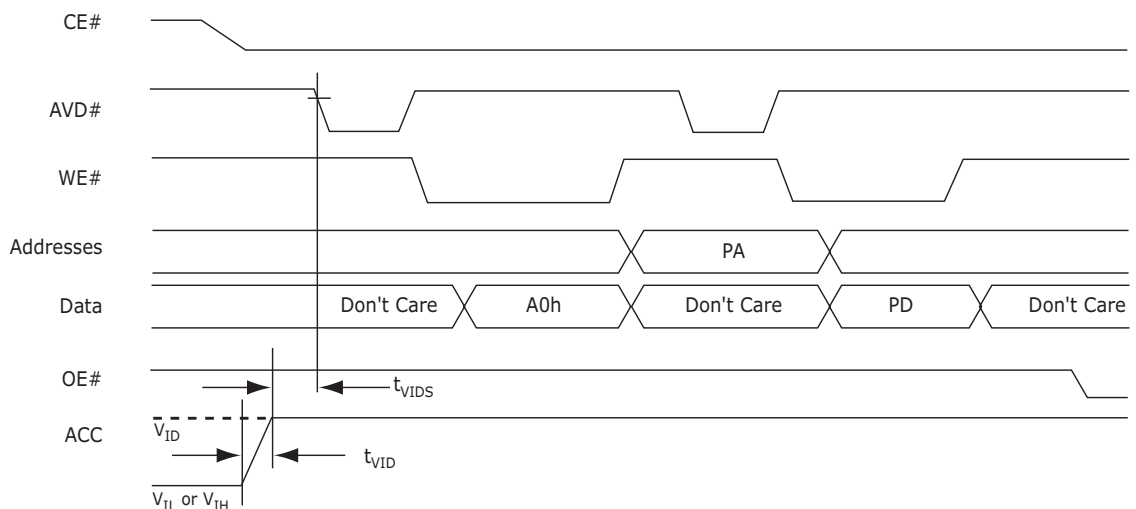 CE#
AVD#
WE#
Addresses
PA
Data
Don't Care
A0h
Don't Care
PD
Don't Care
OE#
tVIDS
ACC
VID
tVID
VIL or VIH